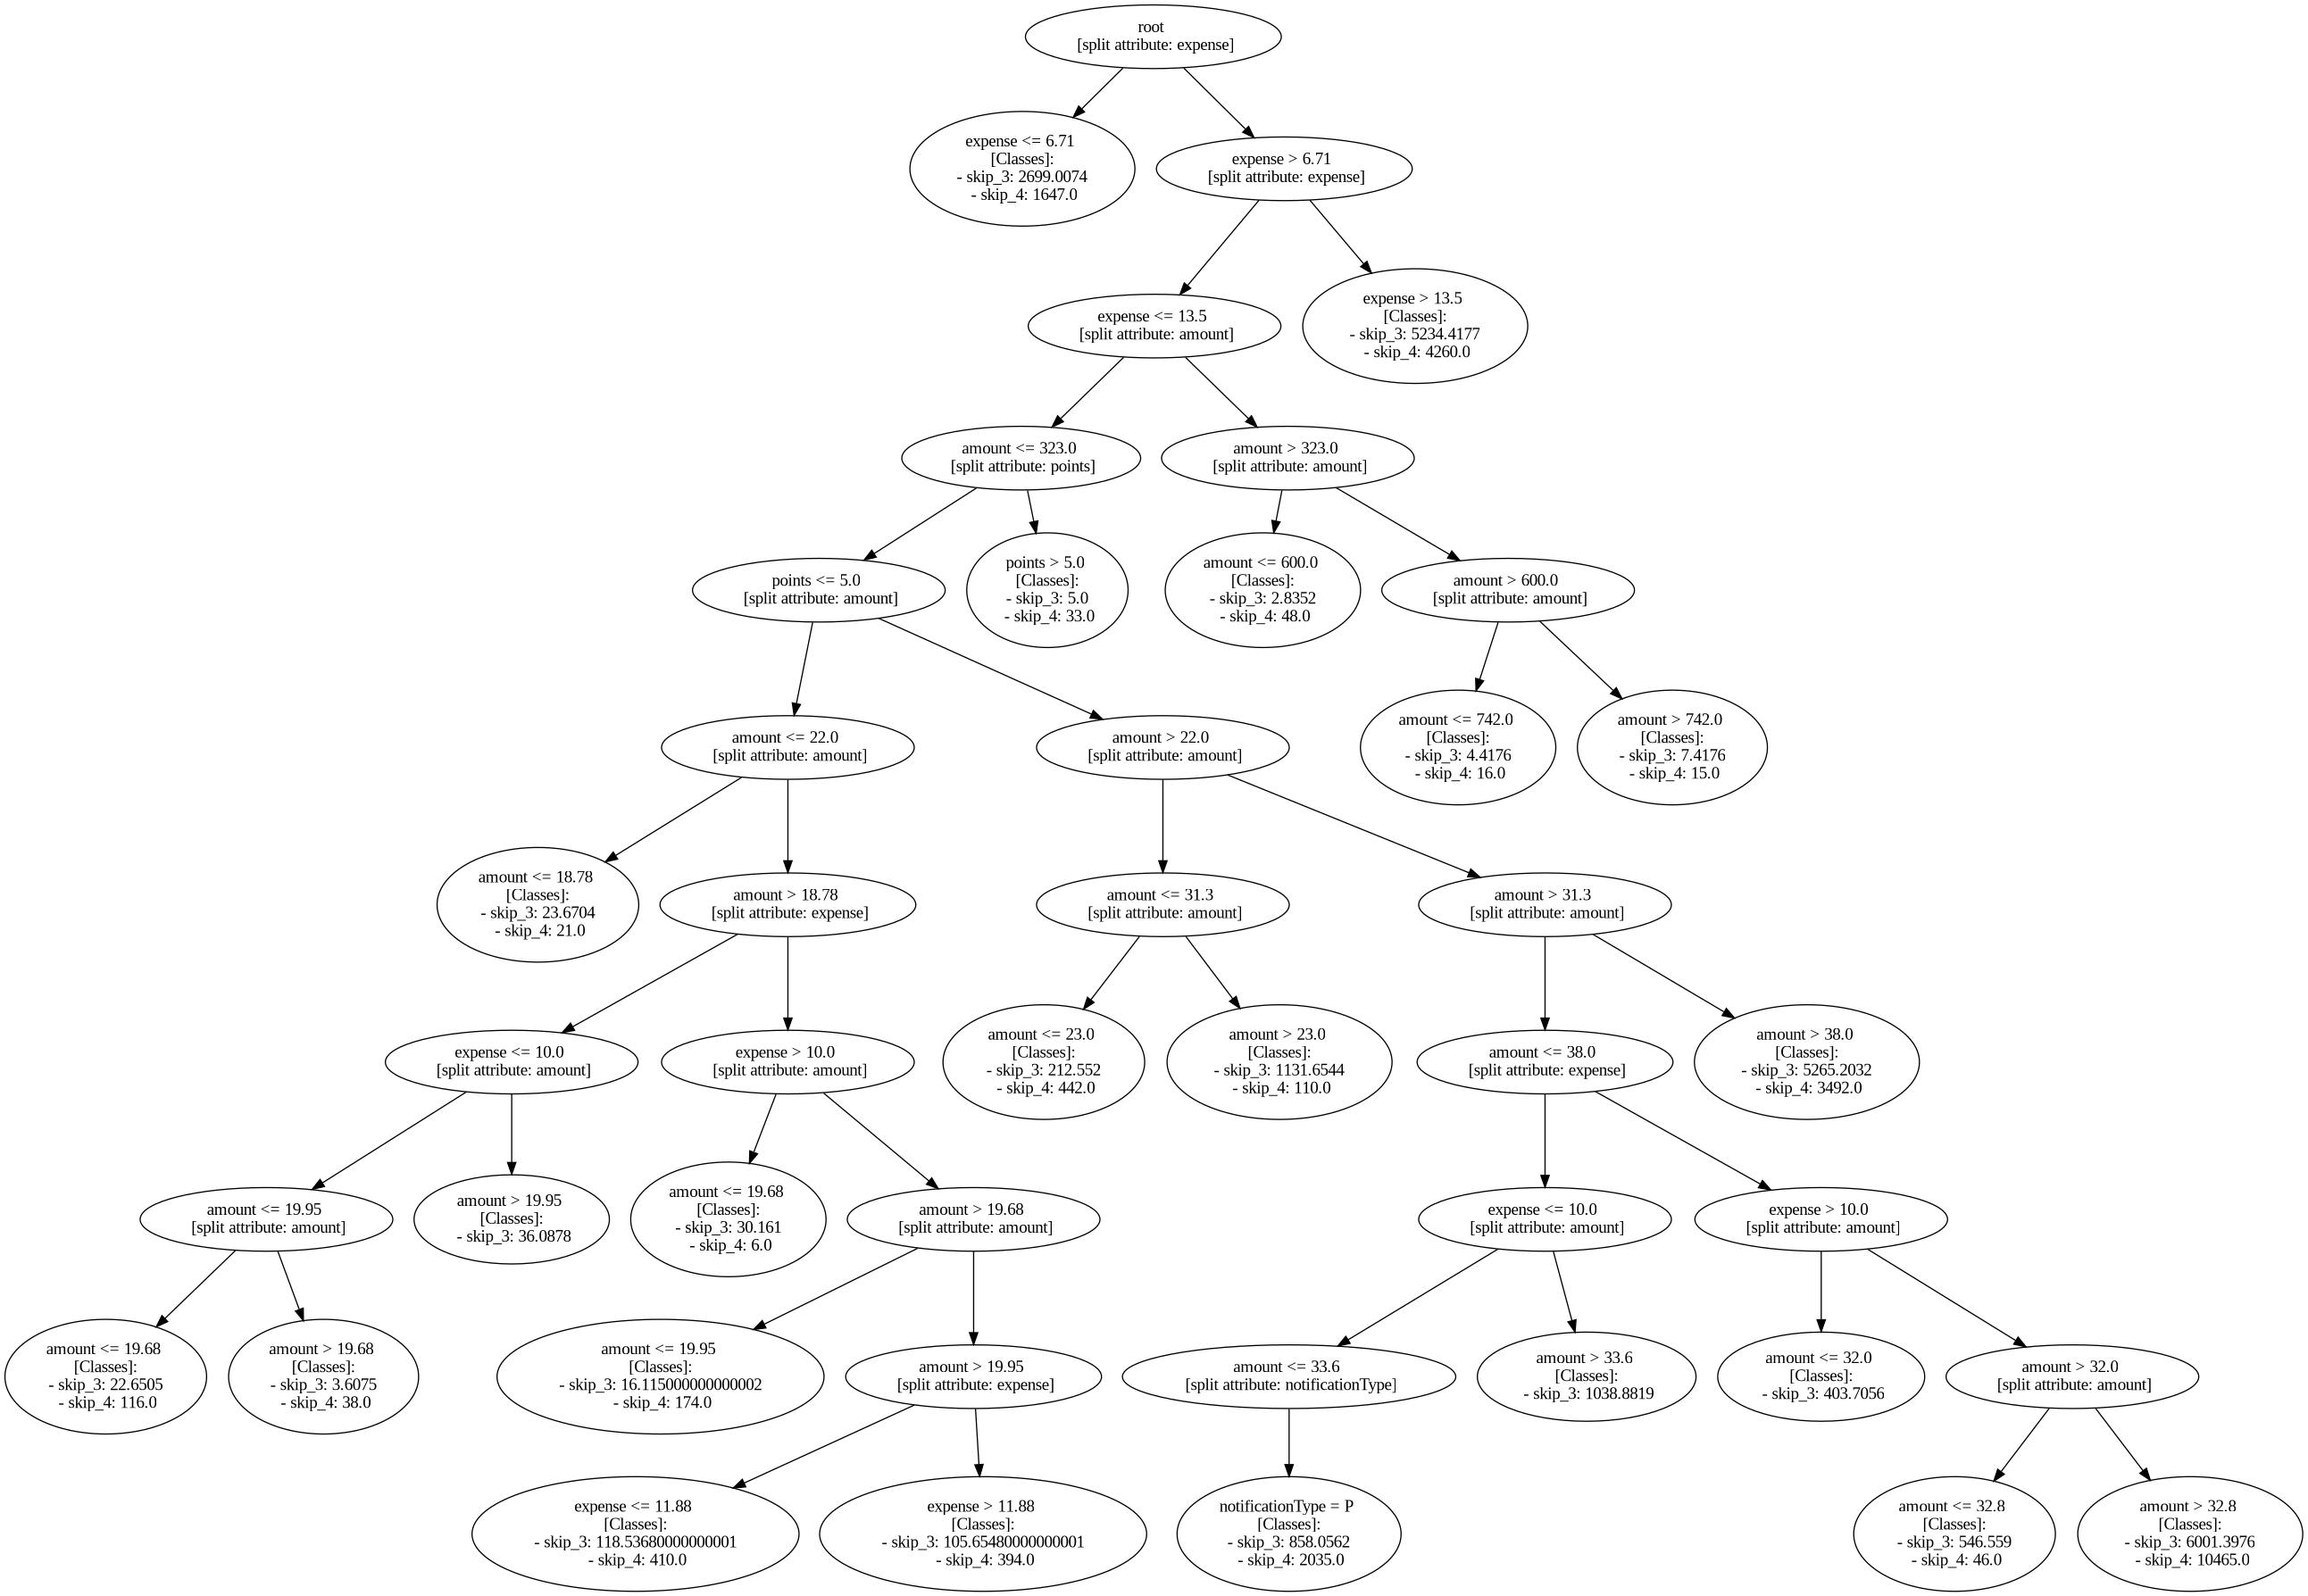 root
[split attribute: expense]
expense <= 6.71
[Classes]:
- skip_3: 2699.0074
- skip_4: 1647.0
expense > 6.71
[split attribute: expense]
expense <= 13.5
[split attribute: amount]
expense > 13.5
[Classes]:
- skip_3: 5234.4177
- skip_4: 4260.0
amount <= 323.0
[split attribute: points]
amount > 323.0
[split attribute: amount]
points <= 5.0
[split attribute: amount]
points > 5.0
[Classes]:
- skip_3: 5.0
- skip_4: 33.0
amount <= 600.0
[Classes]:
- skip_3: 2.8352
- skip_4: 48.0
amount > 600.0
[split attribute: amount]
amount <= 22.0
[split attribute: amount]
amount > 22.0
[split attribute: amount]
amount <= 742.0
[Classes]:
- skip_3: 4.4176
- skip_4: 16.0
amount > 742.0
[Classes]:
- skip_3: 7.4176
- skip_4: 15.0
amount <= 18.78
[Classes]:
- skip_3: 23.6704
- skip_4: 21.0
amount > 18.78
[split attribute: expense]
amount <= 31.3
[split attribute: amount]
amount > 31.3
[split attribute: amount]
expense <= 10.0
[split attribute: amount]
expense > 10.0
[split attribute: amount]
amount <= 23.0
[Classes]:
- skip_3: 212.552
- skip_4: 442.0
amount > 23.0
[Classes]:
- skip_3: 1131.6544
- skip_4: 110.0
amount <= 38.0
[split attribute: expense]
amount > 38.0
[Classes]:
- skip_3: 5265.2032
- skip_4: 3492.0
amount <= 19.95
[split attribute: amount]
amount > 19.95
[Classes]:
- skip_3: 36.0878
amount <= 19.68
[Classes]:
- skip_3: 30.161
- skip_4: 6.0
amount > 19.68
[split attribute: amount]
expense <= 10.0
[split attribute: amount]
expense > 10.0
[split attribute: amount]
amount <= 19.68
[Classes]:
- skip_3: 22.6505
- skip_4: 116.0
amount > 19.68
[Classes]:
- skip_3: 3.6075
- skip_4: 38.0
amount <= 19.95
[Classes]:
- skip_3: 16.115000000000002
- skip_4: 174.0
amount > 19.95
[split attribute: expense]
amount <= 33.6
[split attribute: notificationType]
amount > 33.6
[Classes]:
- skip_3: 1038.8819
amount <= 32.0
[Classes]:
- skip_3: 403.7056
amount > 32.0
[split attribute: amount]
expense <= 11.88
[Classes]:
- skip_3: 118.53680000000001
- skip_4: 410.0
expense > 11.88
[Classes]:
- skip_3: 105.65480000000001
- skip_4: 394.0
notificationType = P
[Classes]:
- skip_3: 858.0562
- skip_4: 2035.0
amount <= 32.8
[Classes]:
- skip_3: 546.559
- skip_4: 46.0
amount > 32.8
[Classes]:
- skip_3: 6001.3976
- skip_4: 10465.0